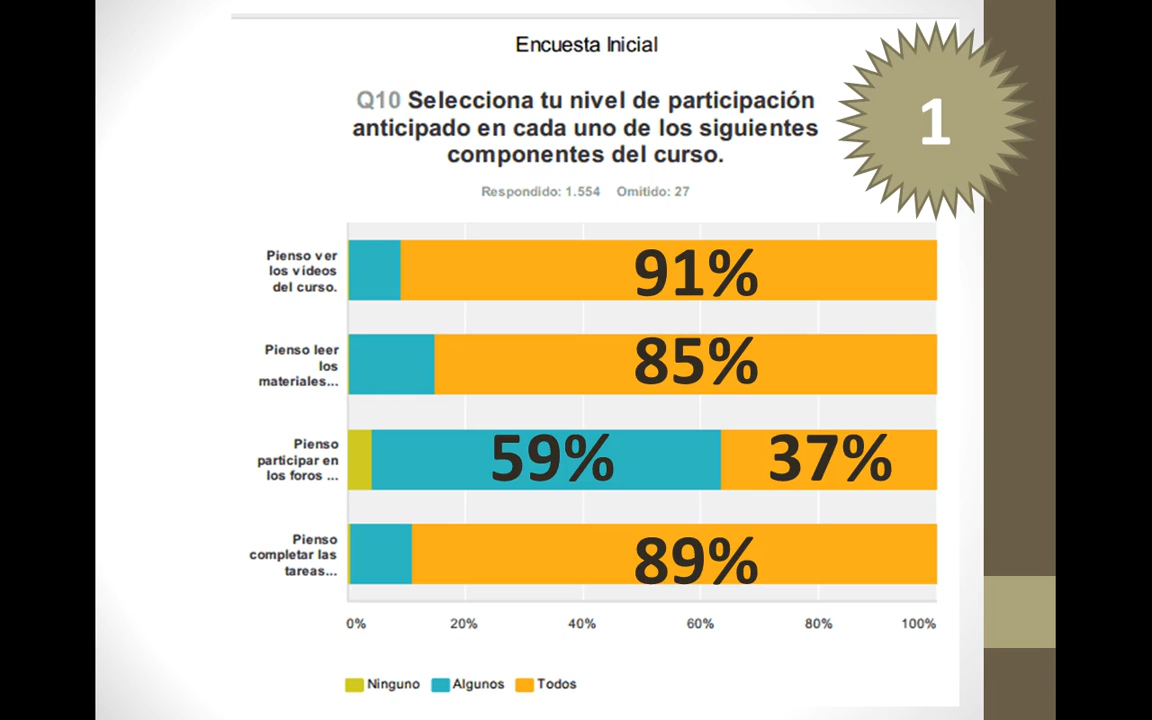 Encuesta Inicial
1
Q10 Selecciona tu nivel de participación
anticipado en cada uno de los siguientes
componentes del curso.
Respondido: 1.554 Omitido: 27
Pienso ver
los vídeos
del curso.
91%
Pienso leer
los
materiales...
85%
Pienso
participar en
los foros ...
59% 37%
Pienso
completar las
tareas...
89%
0% 20% 40% 60% 80% 100%
Ninguno Algunos Todos